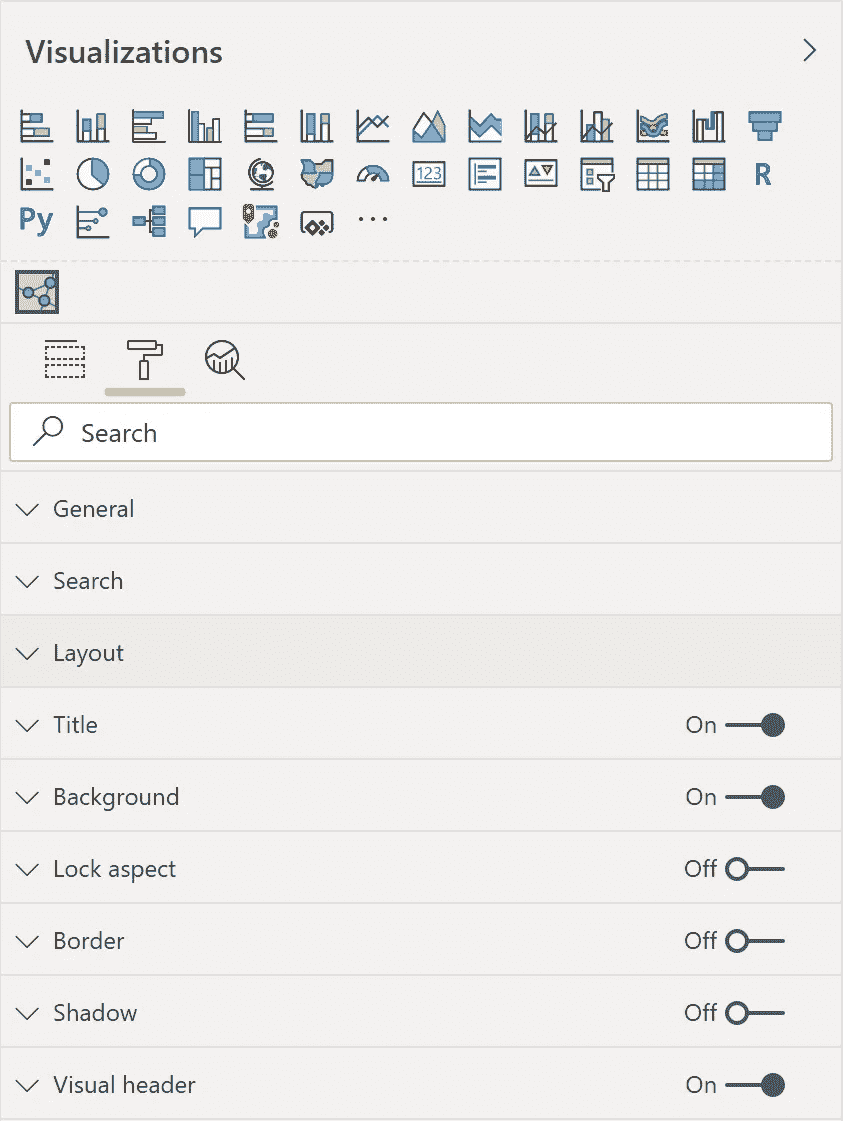 Visualizations
123
R
Py
Search
General
Search
Layout
Title On
Background On
Lock aspect Off
Border Off
Shadow Off
Visual header On